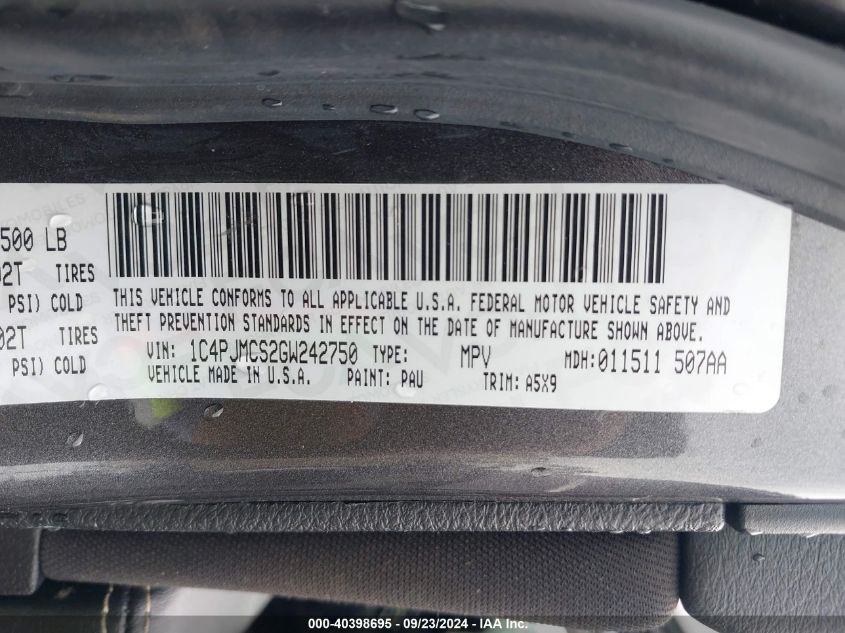 500 LB
02T TIRES
PSI) COLD
02T TIRES
PSI) COLD
THIS VEHICLE CONFORMS TO ALL APPLICABLE U.S.A. FEDERAL MOTOR VEHICLE SAFETY AND
THEFT PREVENTION STANDARDS IN EFFECT ON THE DATE OF MANUFACTURE SHOWN ABOVE.
VIN: 1C4PJMCS2GW242750 TYPE: MPV MDH:011511 507AA
VEHICLE MADE IN U.S.A. PAINT: PAU TRIM: A5X9
000-40398695 - 09/23/2024 - IAA Inc.